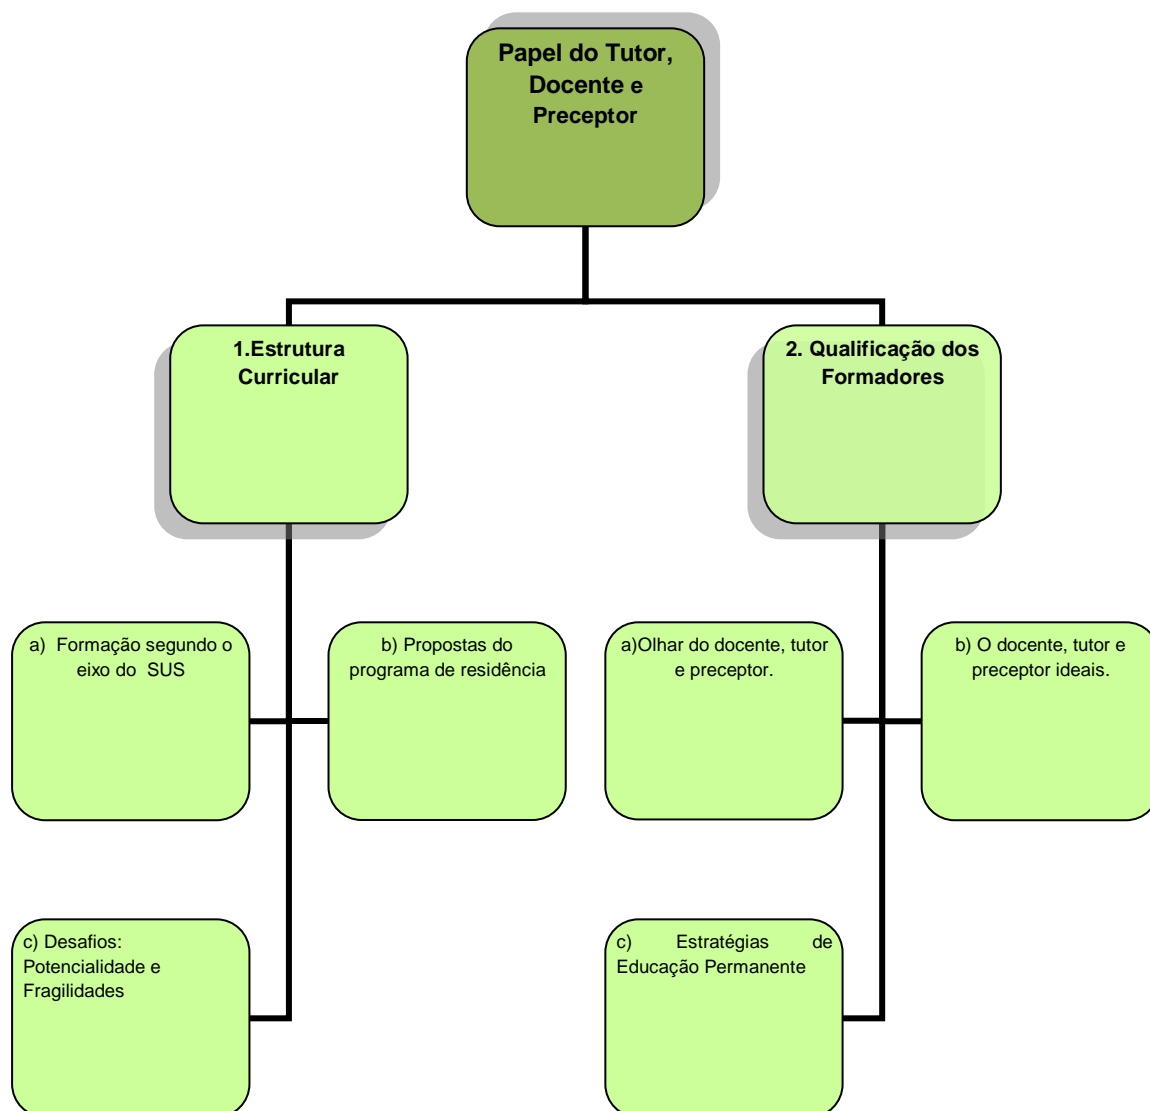 Papel do Tutor,
Docente e
Preceptor
1.Estrutura
Curricular
2. Qualificação dos
Formadores
a) Formação segundo o
eixo do SUS
b) Propostas do
programa de residência
a)Olhar do docente, tutor
e preceptor.
b) O docente, tutor e
preceptor ideais.
c) Desafios:
Potencialidade e
Fragilidades
c) Estratégias de
Educação Permanente